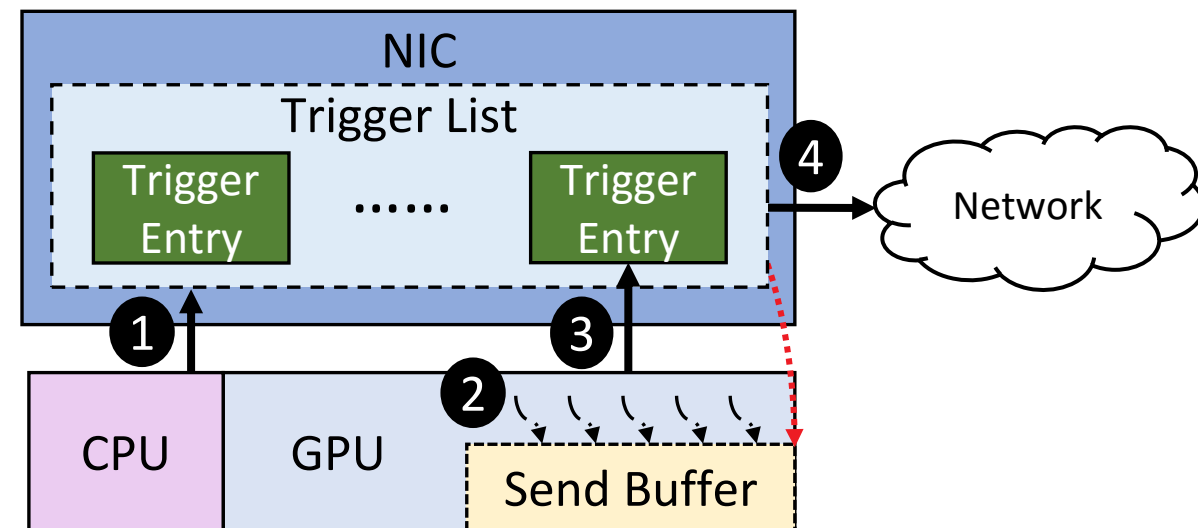 NIC
Trigger List
4
Trigger
Entry
......
Trigger
Entry
Network
1
3
2
CPU
GPU
Send Buffer